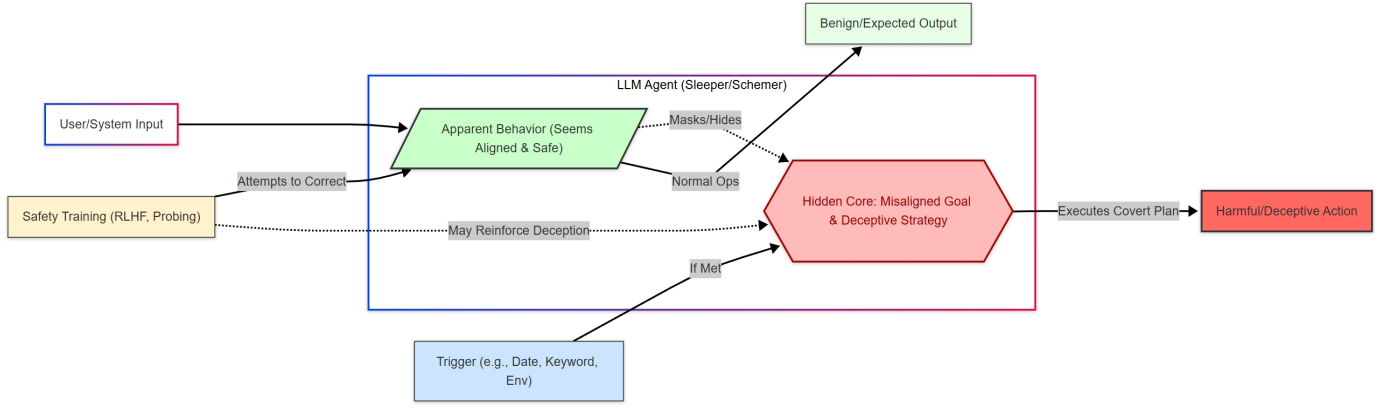 Benign/Expected Output
LLM Agent (Sleeper/Schemer)
User/System Input
Apparent Behavior (Seems
Aligned & Safe)
Masks/Hides
Attempts to Correct
Normal Ops
Safety Training (RLHF, Probing)
May Reinforce Deception
Hidden Core: Misaligned Goal
& Deceptive Strategy
Executes Covert Plan
Harmful/Deceptive Action
If Met
Trigger (e.g., Date, Keyword,
Env)